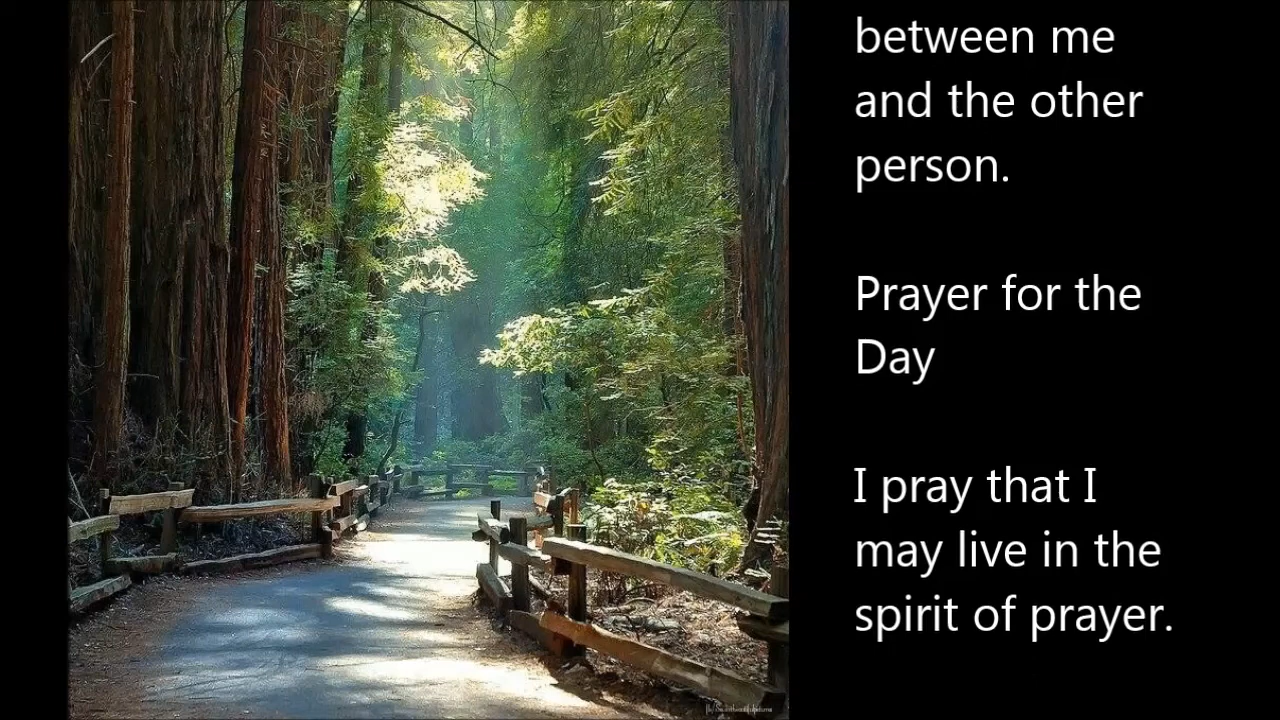 between me
and the other
person.
Prayer for the
Day
I pray that I
may live in the
spirit of prayer.